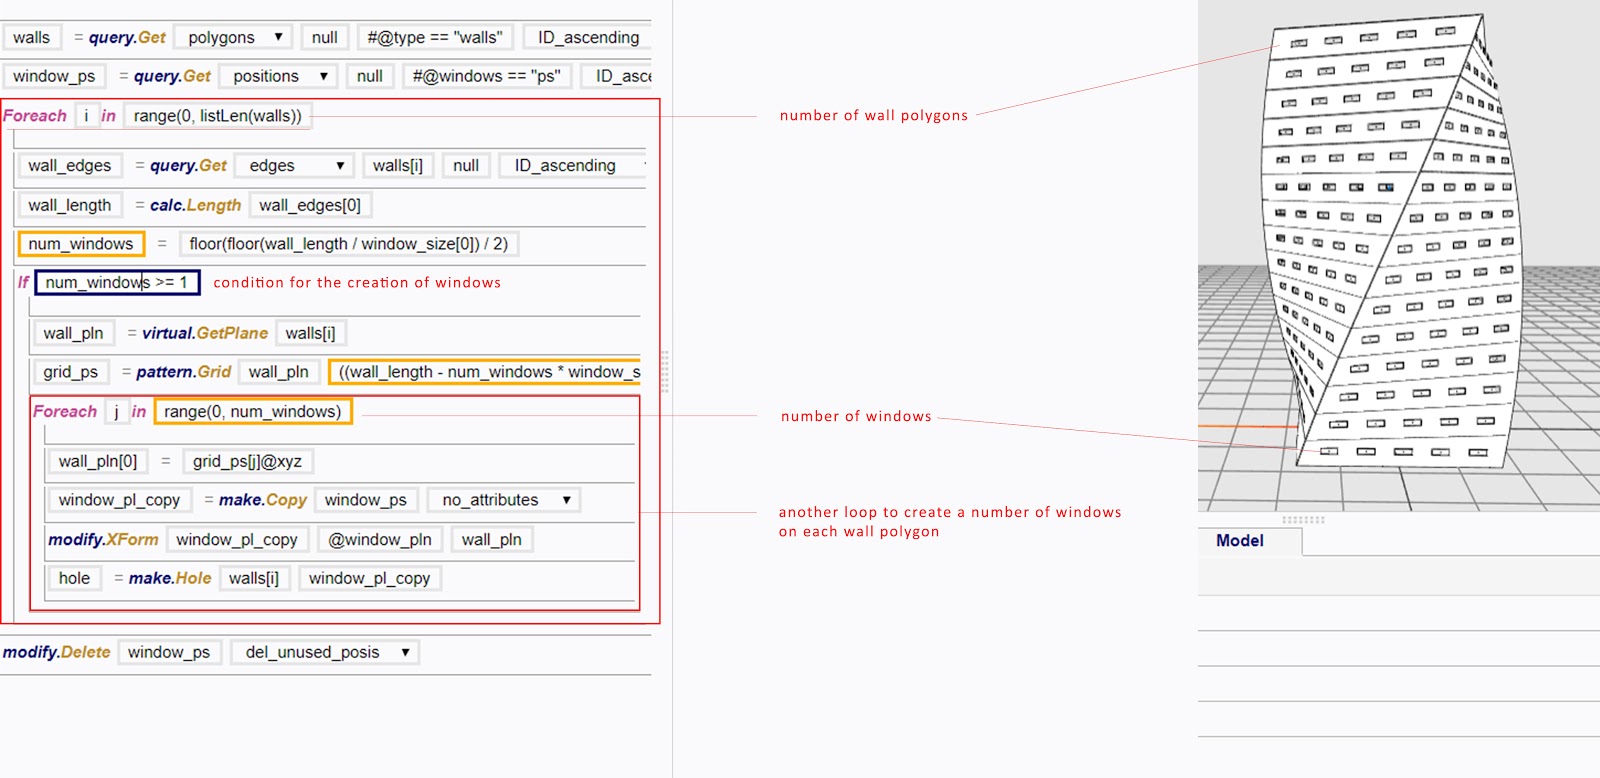 walls = query.Get polygons ▼ null #@type == "walls" ID_ascending
window_ps = query.Get positions ▼ null #@windows == "ps" ID_asce
Foreach i in range(0, listLen(walls)) number of wall polygons
wall_edges = query.Get edges ▼ walls[i] null ID_ascending
wall_length = calc.Length wall_edges[0]
num_windows = floor(floor(wall_length / window_size[0]) / 2)
If num_windows >= 1 condition for the creation of windows
wall_pln = virtual.GetPlane walls[i]
grid_ps = pattern.Grid wall_pln ((wall_length - num_windows * window_s
Foreach j in range(0, num_windows) number of windows
wall_pln[0] = grid_ps[j]@xyz
window_pl_copy = make.Copy window_ps no_attributes ▼
another loop to create a number of windows
on each wall polygon
modify.XForm window_pl_copy @window_pln wall_pln
hole = make.Hole walls[i] window_pl_copy
modify.Delete window_ps del_unused_posis ▼
Model